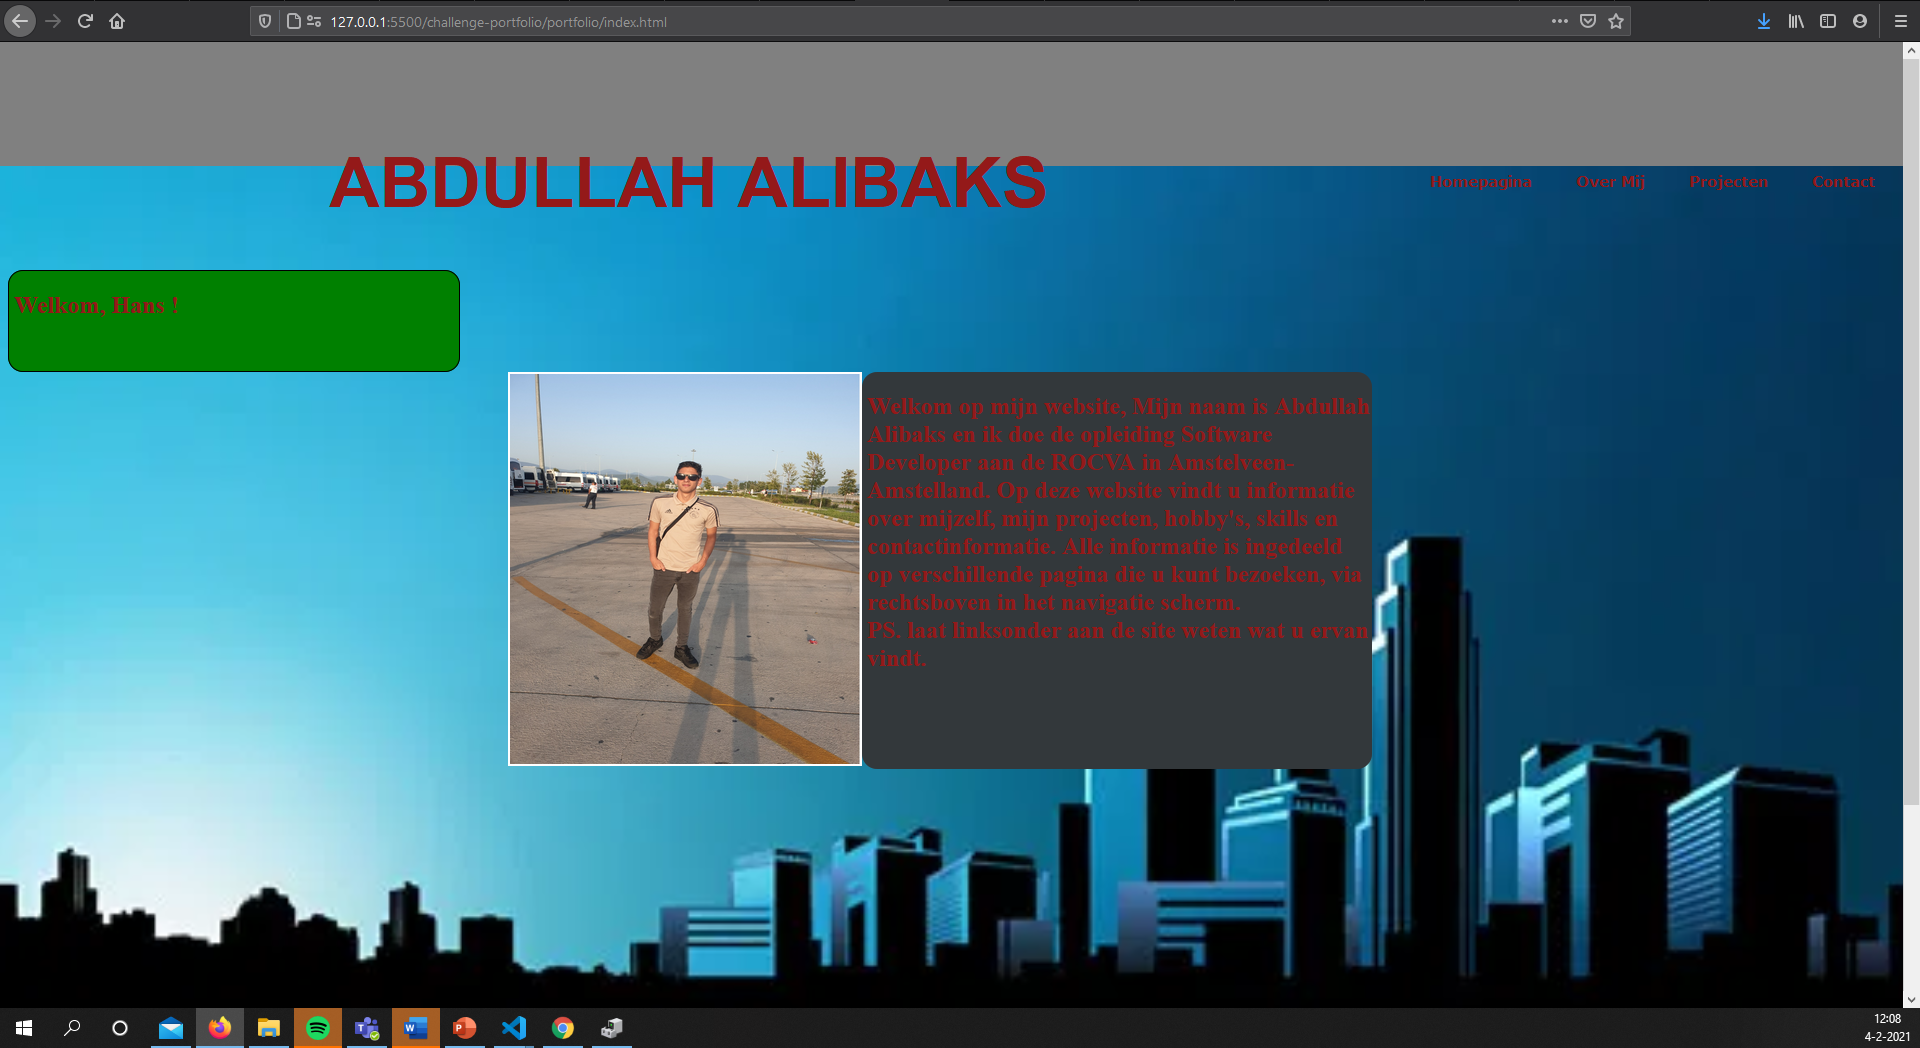 127.0.0.1:5500/challenge-portfolio/portfolio/index.html
ABDULLAH ALIBAKS
Homepagina Over Mij Projecten Contact
Welkom, Hans !
Welkom op mijn website, Mijn naam is Abdullah
Alibaks en ik doe de opleiding Software
Developer aan de ROCVA in Amstelveen-
Amstelland. Op deze website vindt u informatie
over mijzelf, mijn projecten, hobby's, skills en
contactinformatie. Alle informatie is ingedeeld
op verschillende pagina die u kunt bezoeken, via
rechtsboven in het navigatie scherm.
PS. laat linksonder aan de site weten wat u ervan
vindt.
12:08
4-2-2021